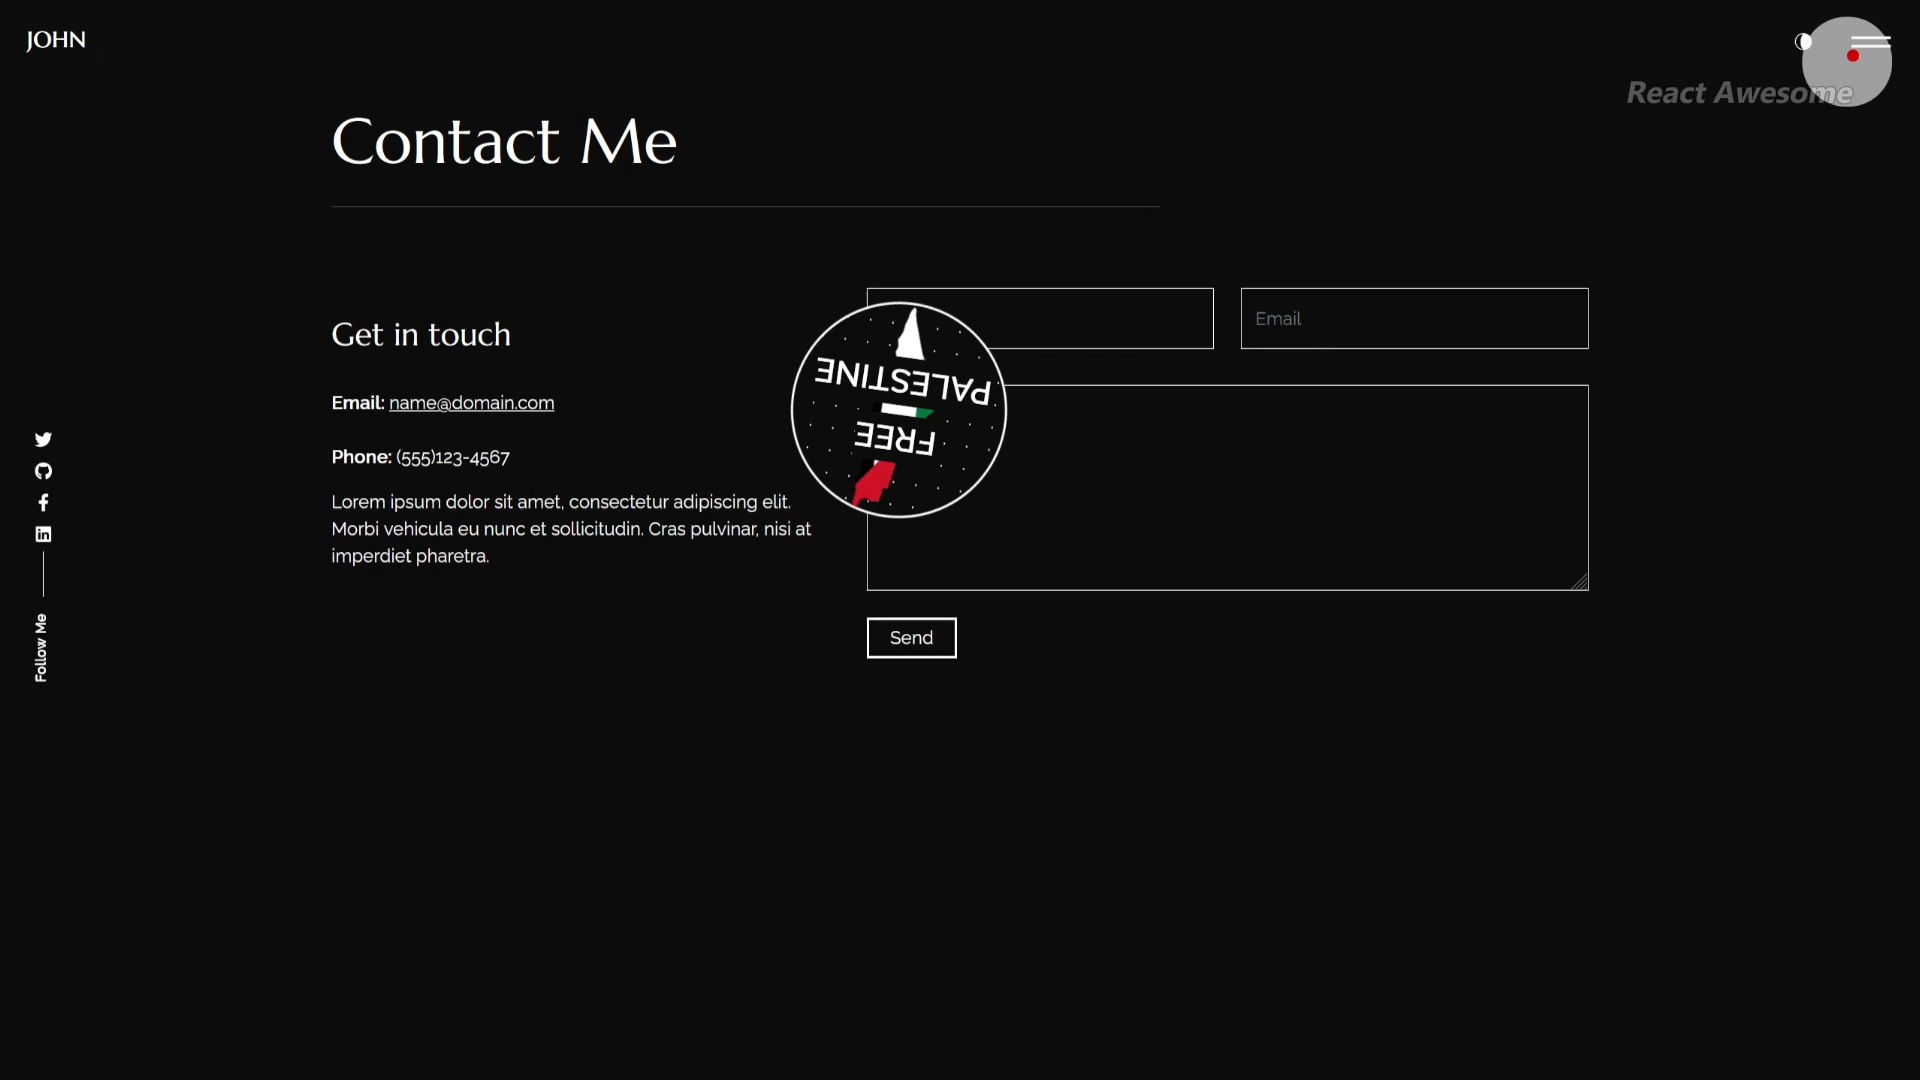 JOHN
React Awesome
Contact Me
Get in touch
Email: name@domain.com
Phone: (555)123-4567
Lorem ipsum dolor sit amet, consectetur adipiscing elit.
Morbi vehicula eu nunc et sollicitudin. Cras pulvinar, nisi at
imperdiet pharetra.
Email
FREE
PALESTINE
Send
Follow Me